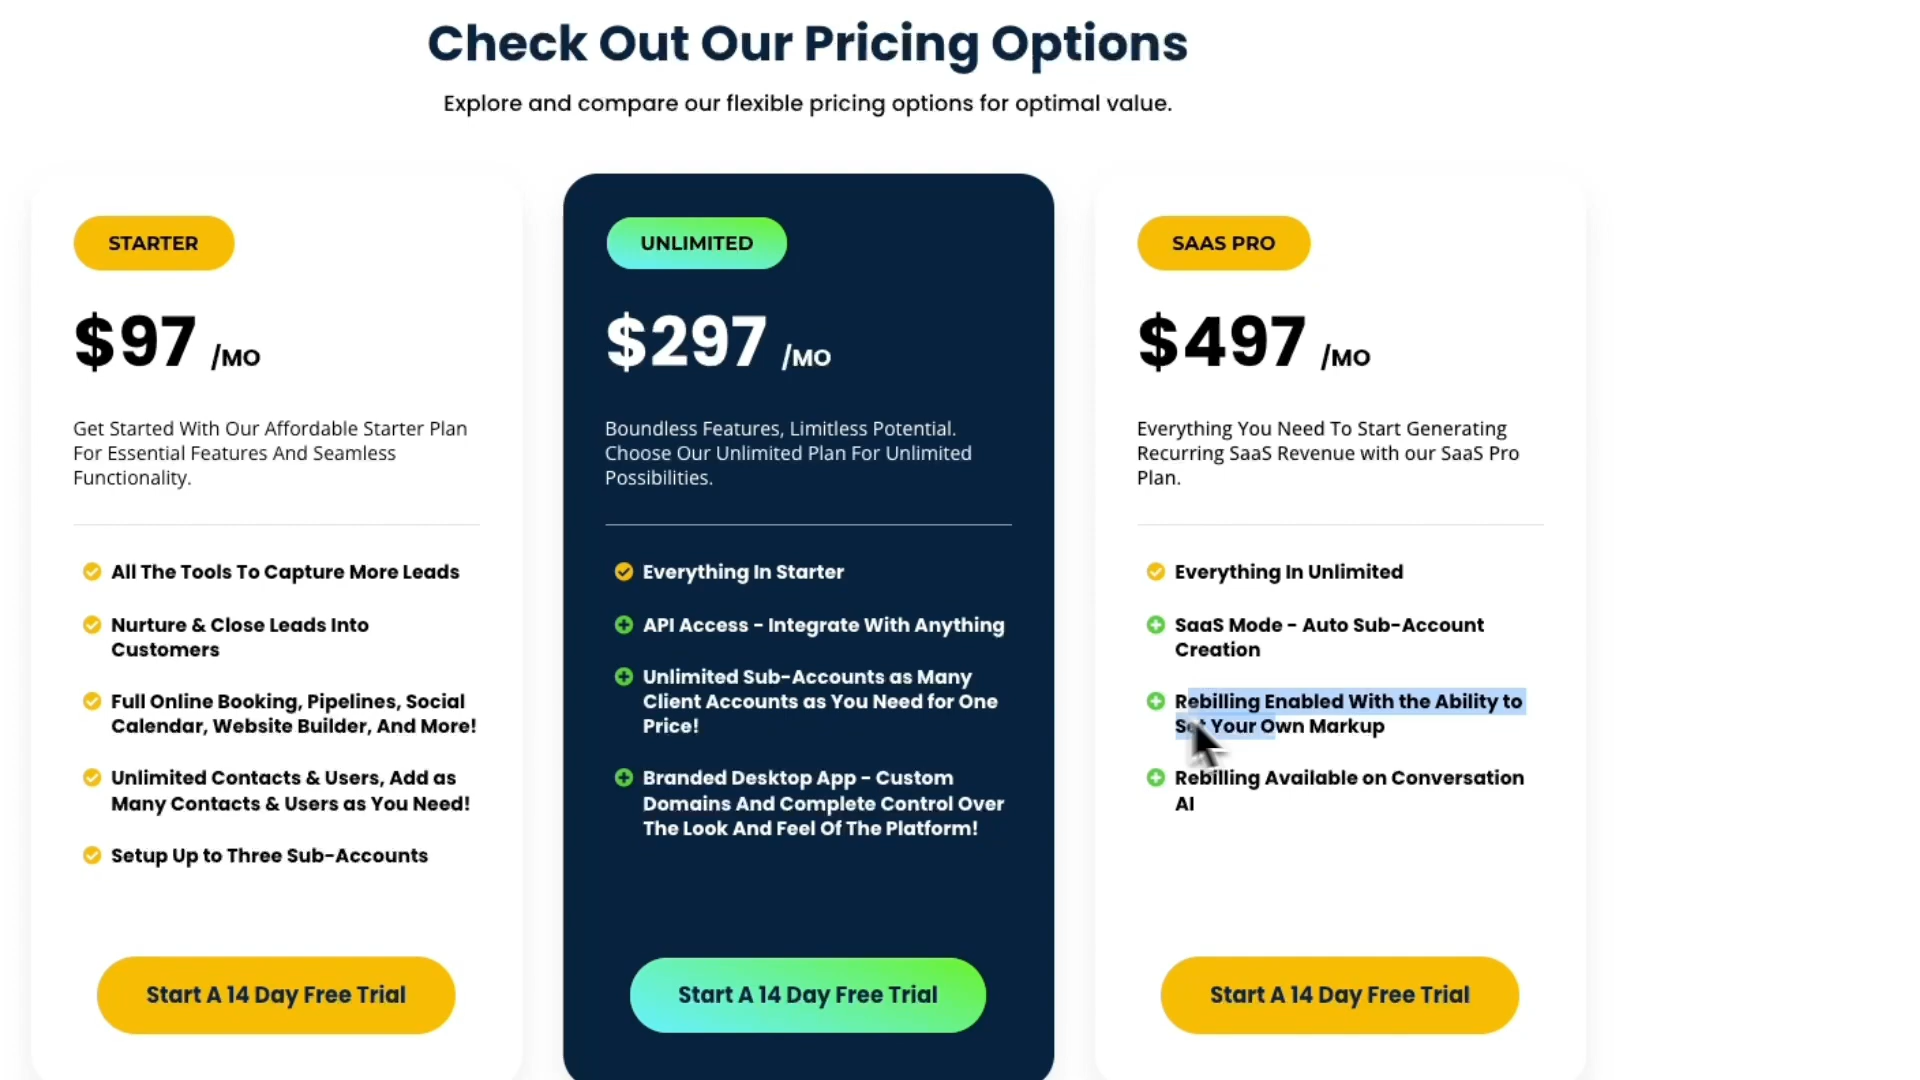 Check Out Our Pricing Options
Explore and compare our flexible pricing options for optimal value.
STARTER
$97 /MO
Get Started With Our Affordable Starter Plan
For Essential Features And Seamless
Functionality.
All The Tools To Capture More Leads
Nurture & Close Leads Into
Customers
Full Online Booking, Pipelines, Social
Calendar, Website Builder, And More!
Unlimited Contacts & Users, Add as
Many Contacts & Users as You Need!
Setup Up to Three Sub-Accounts
Start A 14 Day Free Trial
UNLIMITED
$297 /MO
Boundless Features, Limitless Potential.
Choose Our Unlimited Plan For Unlimited
Possibilities.
Everything In Starter
API Access - Integrate With Anything
Unlimited Sub-Accounts as Many
Client Accounts as You Need for One
Price!
Branded Desktop App - Custom
Domains And Complete Control Over
The Look And Feel Of The Platform!
Start A 14 Day Free Trial
SAAS PRO
$497 /MO
Everything You Need To Start Generating
Recurring SaaS Revenue with our SaaS Pro
Plan.
Everything In Unlimited
SaaS Mode - Auto Sub-Account
Creation
Rebilling Enabled With the Ability to
Set Your Own Markup
Rebilling Available on Conversation
AI
Start A 14 Day Free Trial